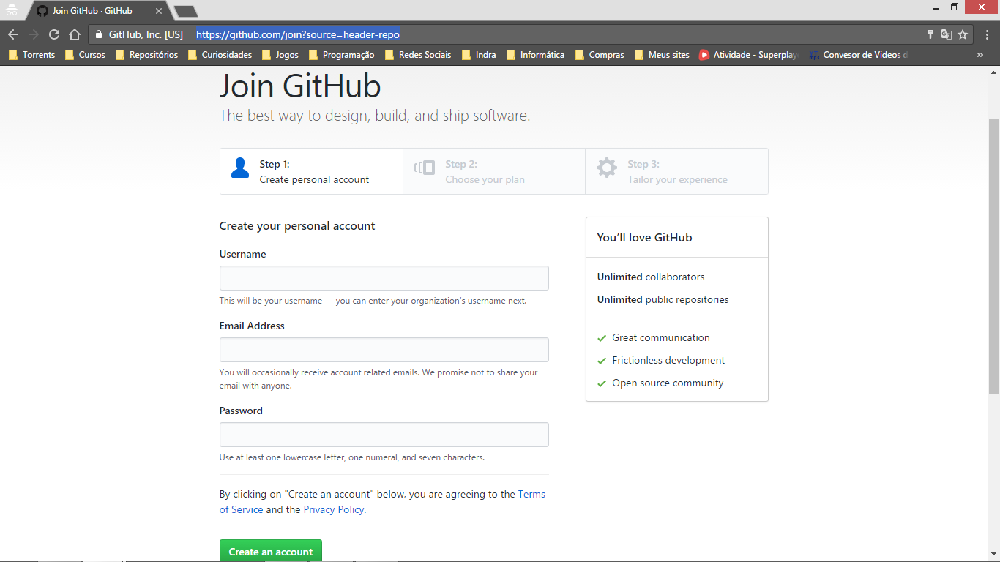 Join GitHub · GitHub
GitHub, Inc. [US] | https://github.com/join?source=header-repo
Torrents Cursos Repositórios Curiosidades Jogos Programação Redes Sociais Indra Informática Compras Meus sites Atividade - Superplay Convesor de Videos d »
Join GitHub
The best way to design, build, and ship software.
Step 1:
Create personal account
Step 2:
Choose your plan
Step 3:
Tailor your experience
Create your personal account
Username
This will be your username — you can enter your organization’s username next.
Email Address
You will occasionally receive account related emails. We promise not to share your
email with anyone.
Password
Use at least one lowercase letter, one numeral, and seven characters.
By clicking on "Create an account" below, you are agreeing to the Terms
of Service and the Privacy Policy.
Create an account
You’ll love GitHub
Unlimited collaborators
Unlimited public repositories
Great communication
Frictionless development
Open source community